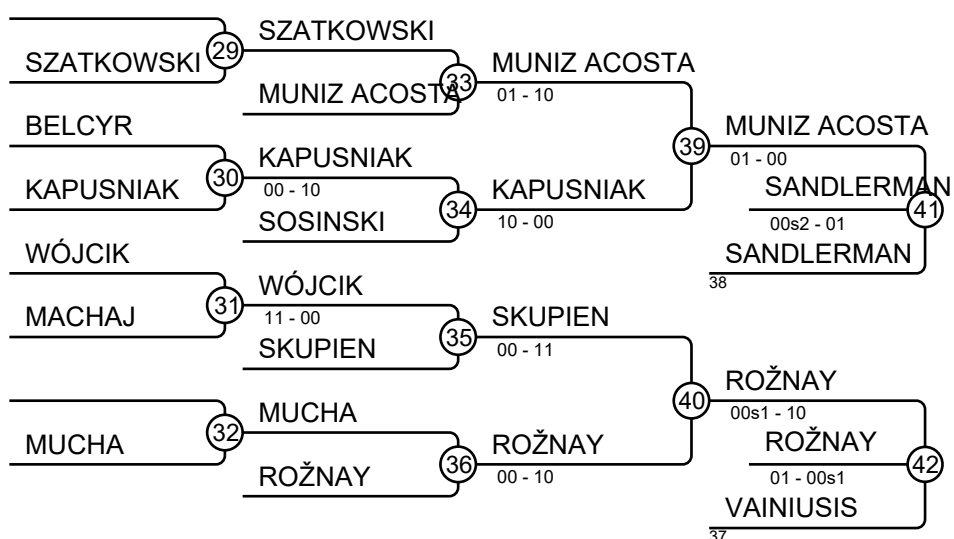 SZATKOWSKI
29
SZATKOWSKI
MUNIZ ACOSTA
33
MUNIZ ACOSTA
01 - 10
BELCYR
KAPUSNIAK
30
KAPUSNIAK
00 - 10
SOSINSKI
34
KAPUSNIAK
10 - 00
39
MUNIZ ACOSTA
01 - 00
SANDLERMAN
41
00s2 - 01
SANDLERMAN
38
WÓJCIK
MACHAJ
31
WÓJCIK
11 - 00
SKUPIEN
35
SKUPIEN
00 - 11
MUCHA
32
MUCHA
ROŽNAY
36
ROŽNAY
00 - 10
40
ROŽNAY
00s1 - 10
ROŽNAY
42
01 - 00s1
VAINIUSIS
37